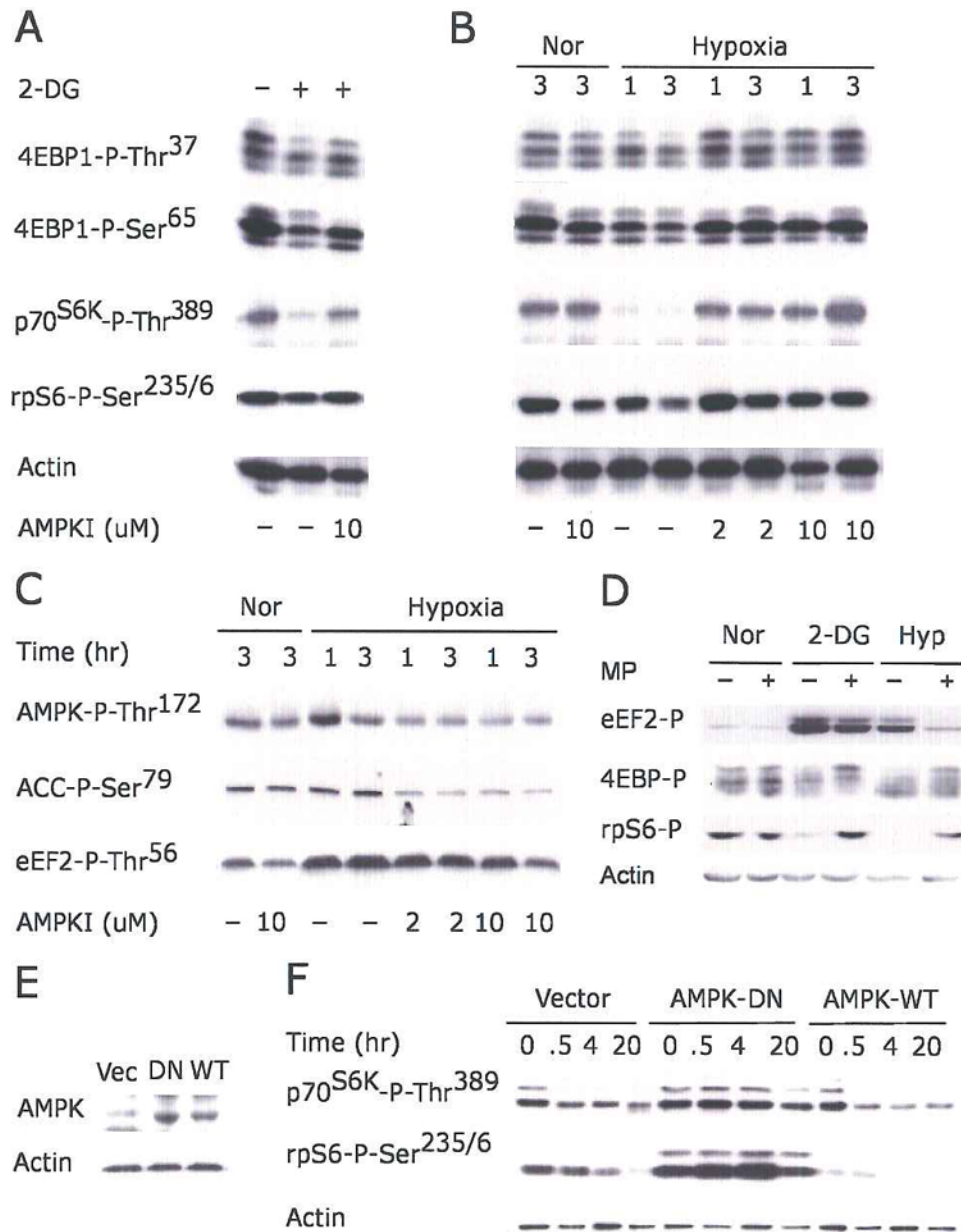 A
2-DG – + +
4EBP1-P-Thr37
4EBP1-P-Ser65
p70S6K-P-Thr389
rpS6-P-Ser235/6
Actin
AMPKI (uM) – – 10
B
Nor Hypoxia
3 3 1 3 1 3 1 3
– 10 – – 2 2 10 10
C
Nor Hypoxia
Time (hr) 3 3 1 3 1 3 1 3
AMPK-P-Thr172
ACC-P-Ser79
eEF2-P-Thr56
AMPKI (uM) – 10 – – 2 2 10 10
D
Nor 2-DG Hyp
MP – + – + – +
eEF2-P
4EBP-P
rpS6-P
Actin
E
Vec DN WT
AMPK
Actin
F
Vector AMPK-DN AMPK-WT
Time (hr) 0 .5 4 20 0 .5 4 20 0 .5 4 20
p70S6K-P-Thr389
rpS6-P-Ser235/6
Actin